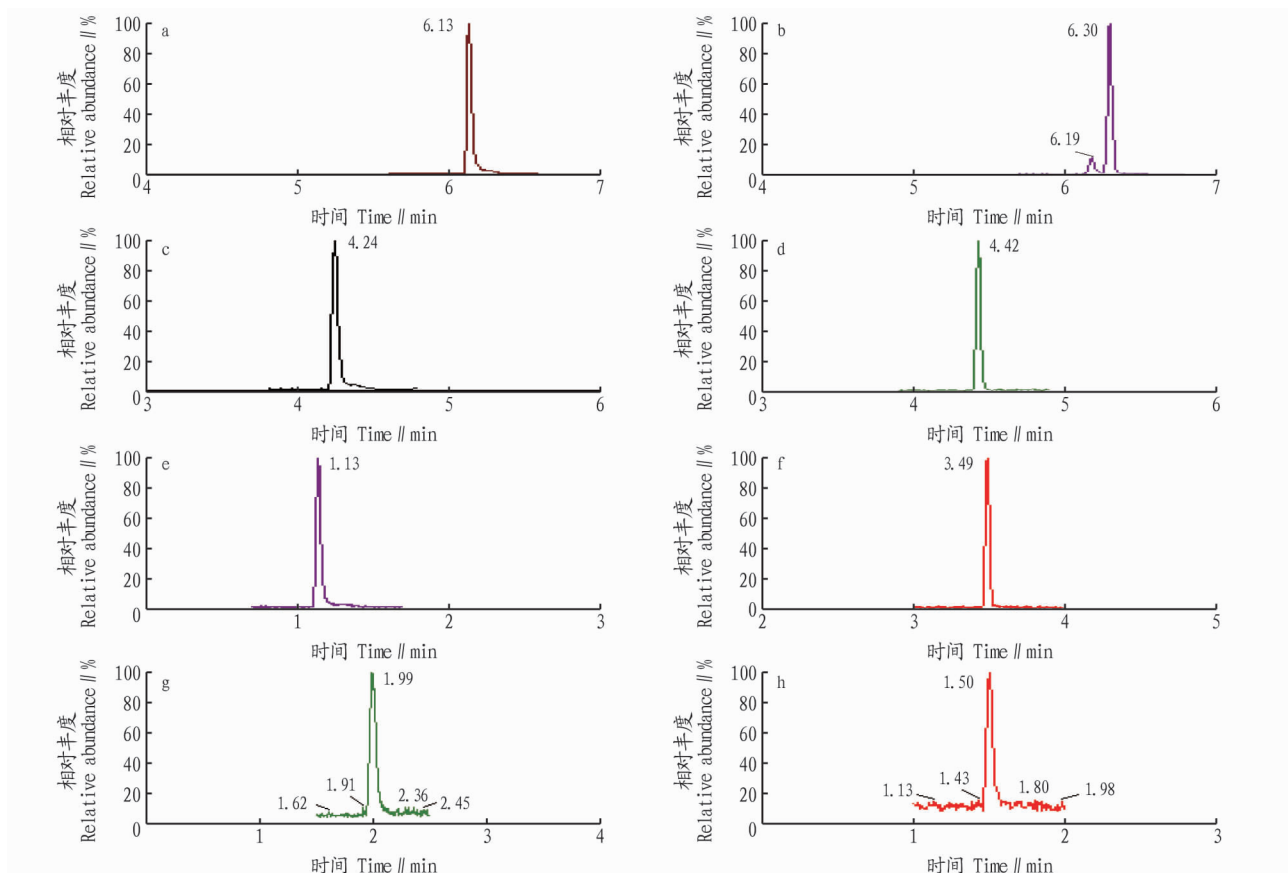 a
6.13
100
80
60
40
20
0
相对丰度
Relative abundance∥%
4 5 6 7
时间 Time∥min
b
6.30
6.19
100
80
60
40
20
0
相对丰度
Relative abundance∥%
4 5 6 7
时间 Time∥min
c
4.24
100
80
60
40
20
0
相对丰度
Relative abundance∥%
3 4 5 6
时间 Time∥min
d
4.42
100
80
60
40
20
0
相对丰度
Relative abundance∥%
3 4 5 6
时间 Time∥min
e
1.13
100
80
60
40
20
0
相对丰度
Relative abundance∥%
1 2 3
时间 Time∥min
f
3.49
100
80
60
40
20
0
相对丰度
Relative abundance∥%
2 3 4 5
时间 Time∥min
g
1.99
1.62 1.91 2.36 2.45
100
80
60
40
20
0
相对丰度
Relative abundance∥%
1 2 3 4
时间 Time∥min
h
1.50
1.13 1.43 1.80 1.98
100
80
60
40
20
0
相对丰度
Relative abundance∥%
0 1 2 3
时间 Time∥min